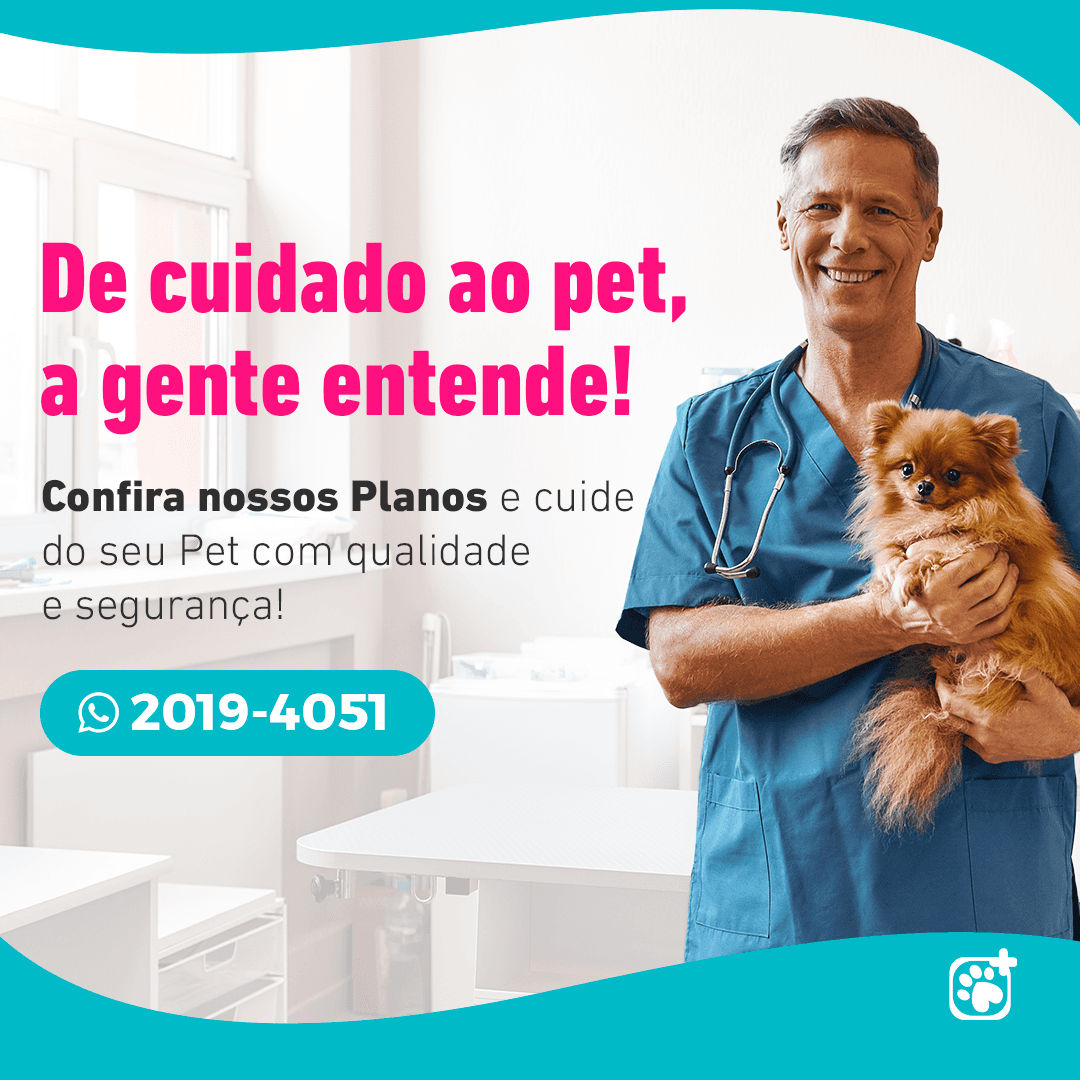 De cuidado ao pet,
a gente entende!
Confira nossos Planos e cuide
do seu Pet com qualidade
e segurança!
2019-4051